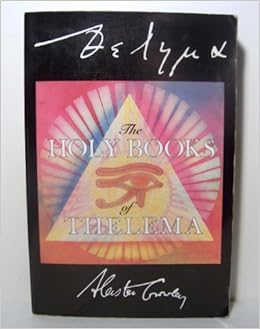 θελημα
The
HOLY BOOKS
of
THELEMA
Aleister Crowley